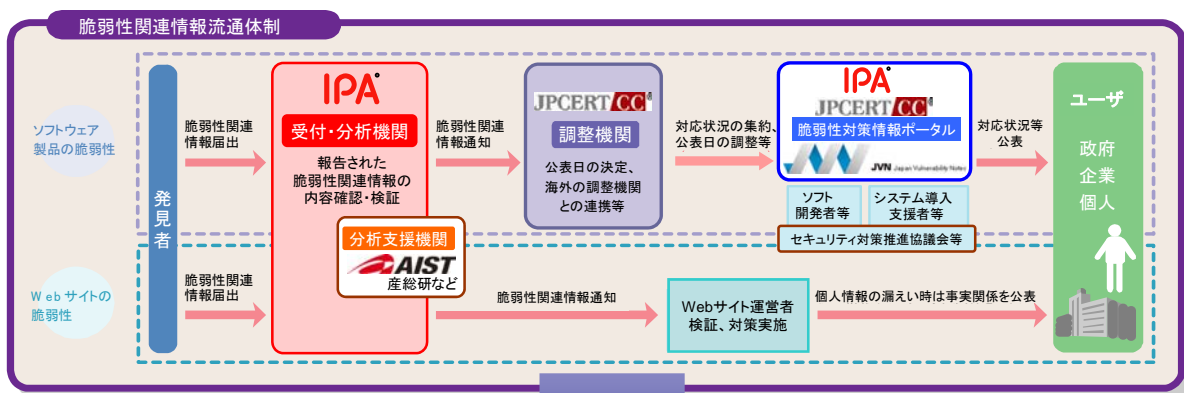 脆弱性関連情報流通体制
ソフトウェア
製品の脆弱性
発見者
脆弱性関連
情報届出
IPA
受付・分析機関
報告された
脆弱性関連情報の
内容確認・検証
分析支援機関
AIST
産総研など
脆弱性関連
情報通知
JPCERT CC®
調整機関
公表日の決定、
海外の調整機関
との連携等
対応状況の集約、
公表日の調整等
IPA
JPCERT CC®
脆弱性対策情報ポータル
JVN Japan Vulnerability Notes
ソフト
開発者等
システム導入
支援者等
セキュリティ対策推進協議会等
対応状況等
公表
ユーザ
政府
企業
個人
Webサイトの
脆弱性
脆弱性関連
情報届出
脆弱性関連情報通知
Webサイト運営者
検証、対策実施
個人情報の漏えい時は事実関係を公表